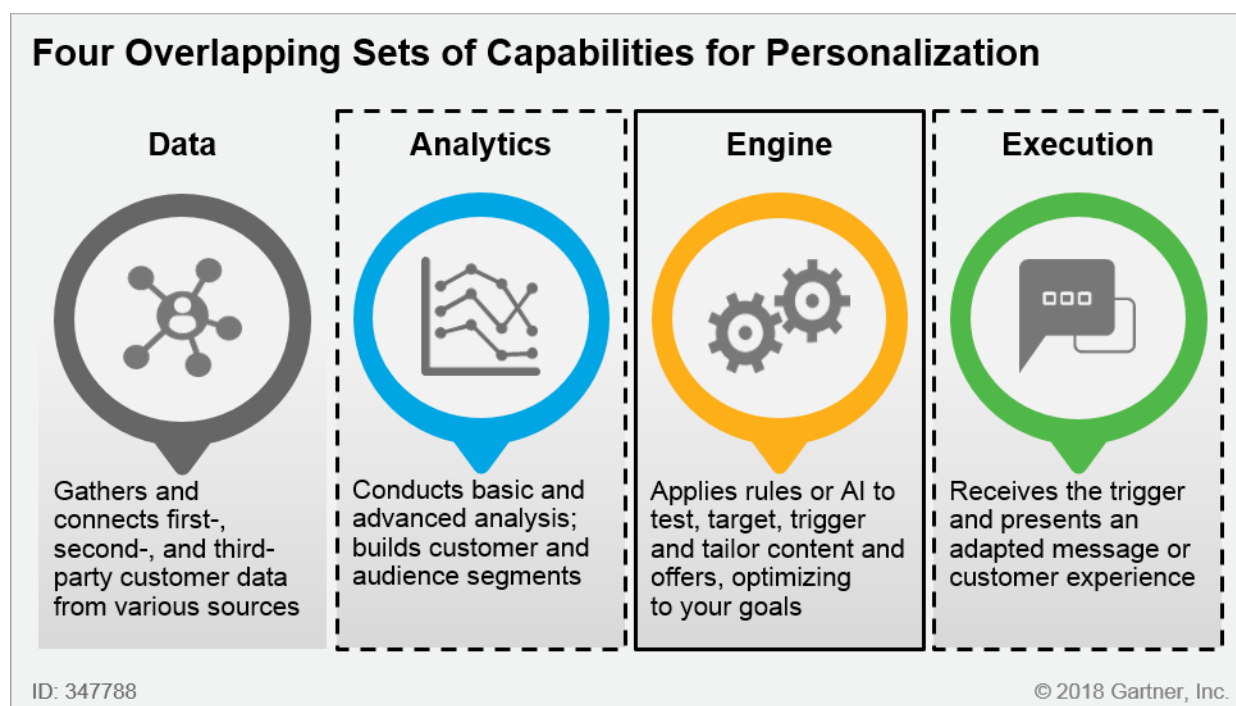 Four Overlapping Sets of Capabilities for Personalization
Data
Gathers and
connects first-,
second-, and third-
party customer data
from various sources
Analytics
Conducts basic and
advanced analysis;
builds customer and
audience segments
Engine
Applies rules or AI to
test, target, trigger
and tailor content and
offers, optimizing
to your goals
Execution
Receives the trigger
and presents an
adapted message or
customer experience
ID: 347788
© 2018 Gartner, Inc.